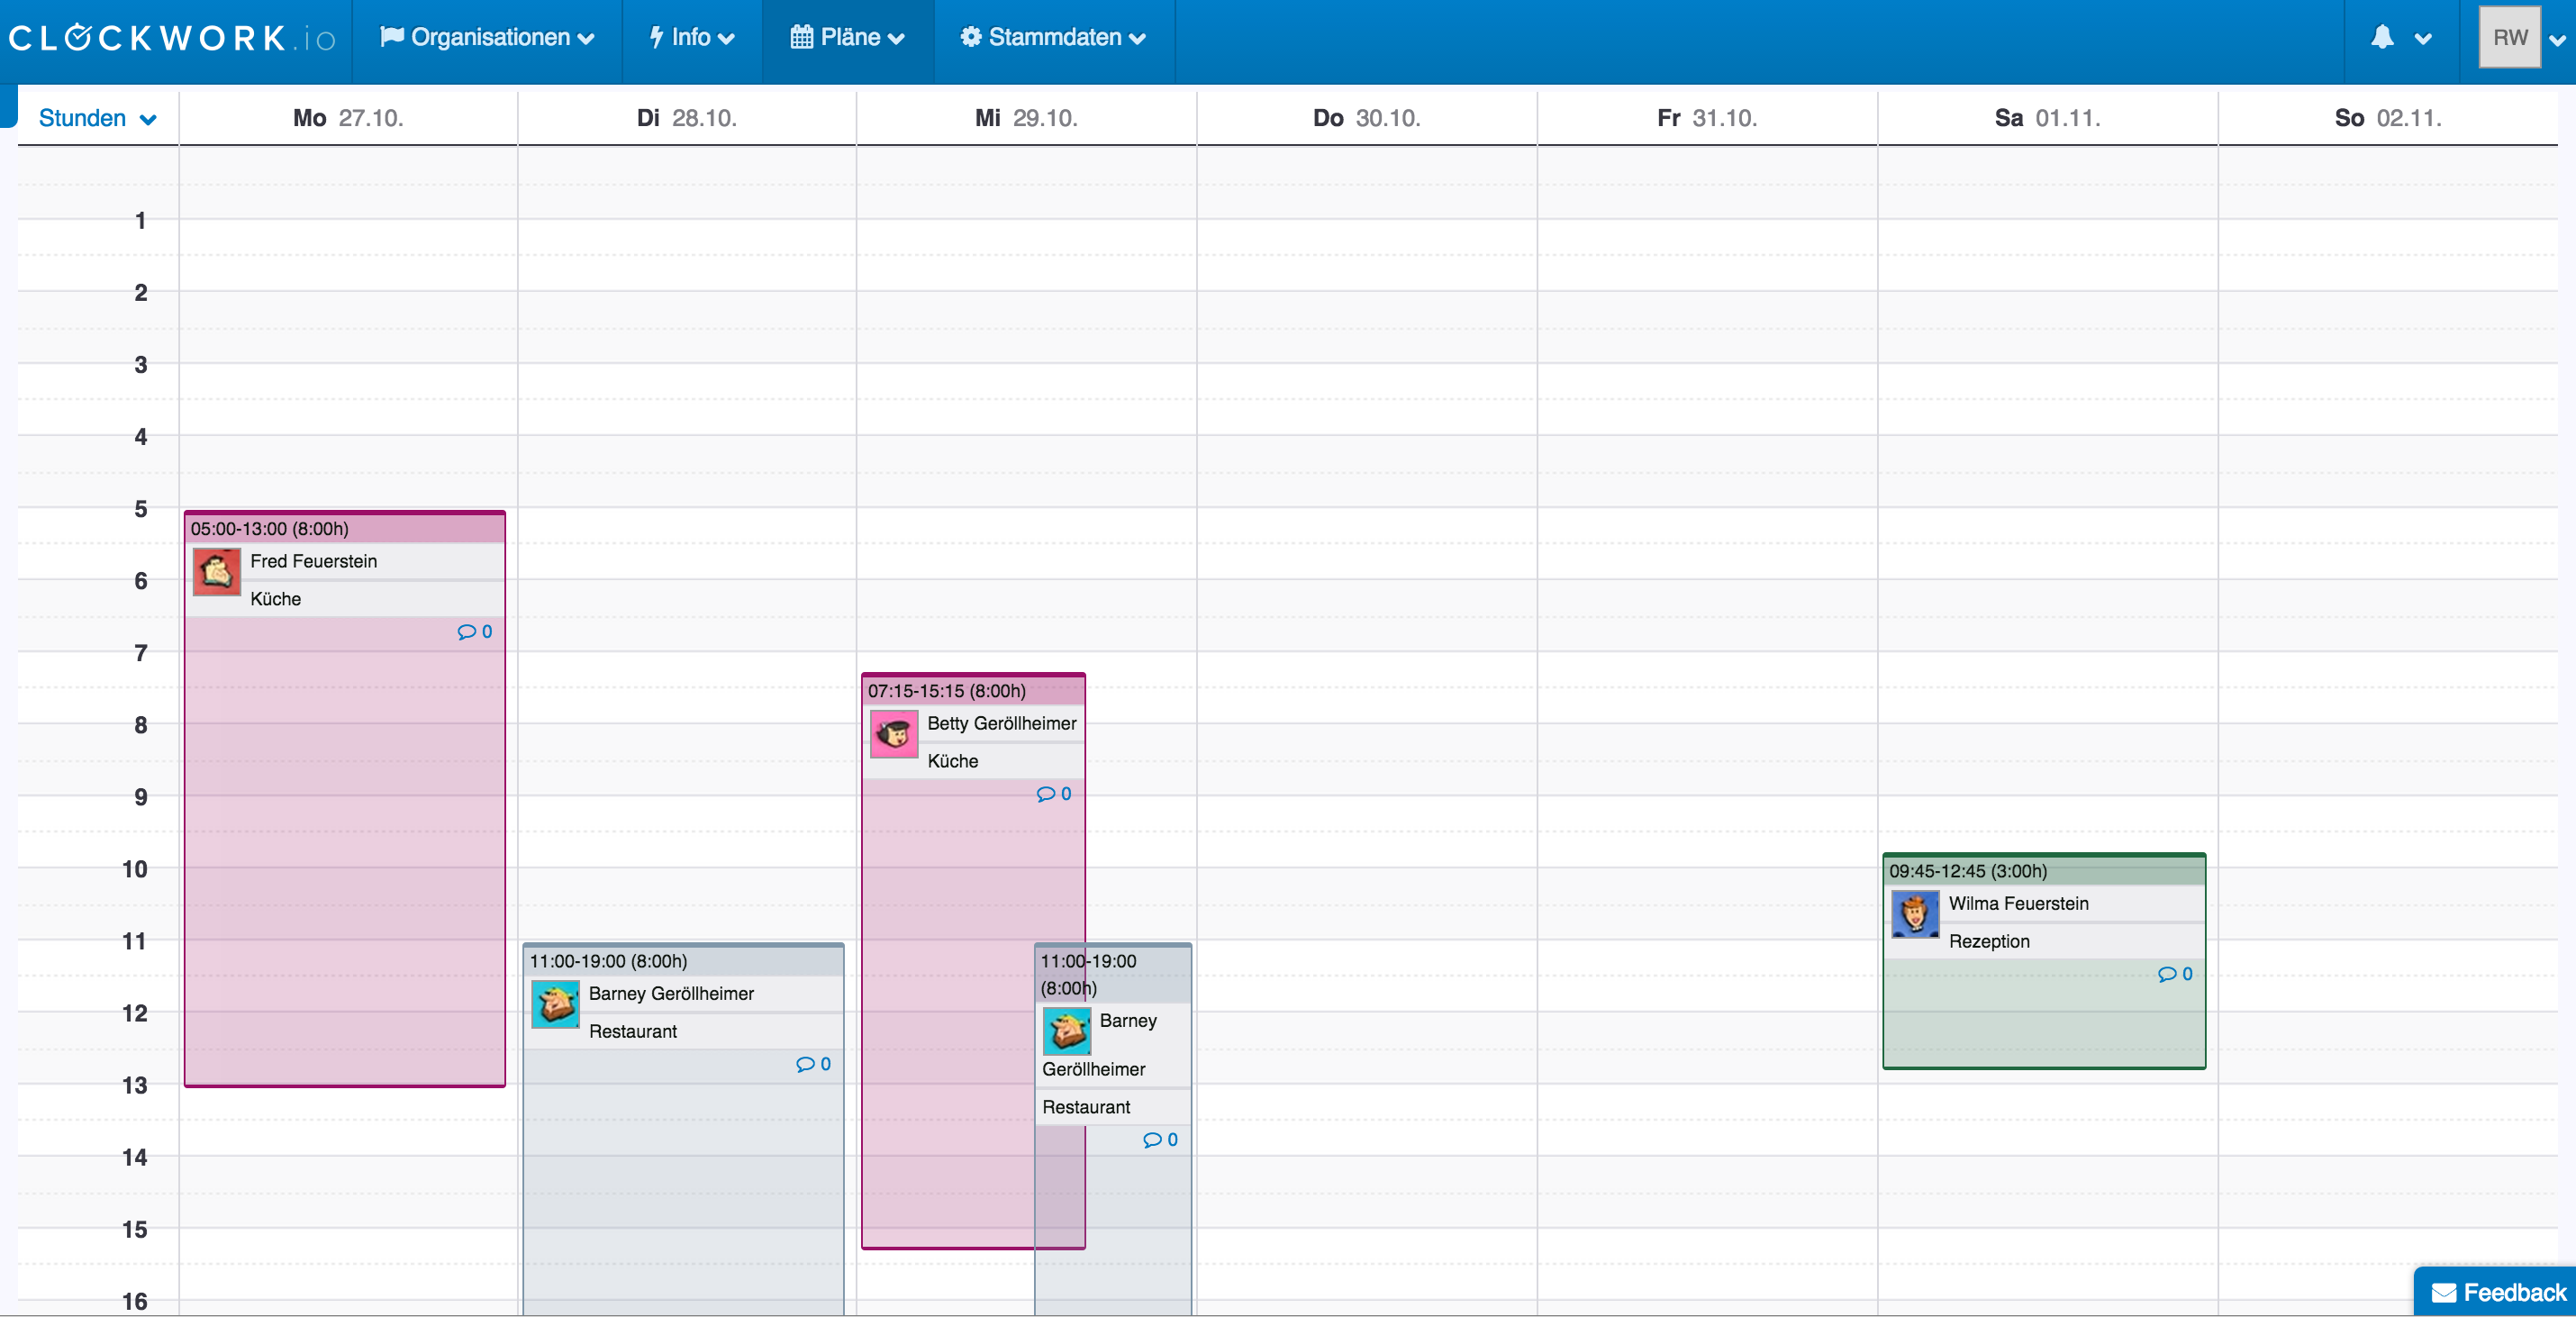 CLOCKWORK.io Organisationen Info Pläne Stammdaten RW
Stunden Mo 27.10. Di 28.10. Mi 29.10. Do 30.10. Fr 31.10. Sa 01.11. So 02.11.
1
2
3
4
5
05:00-13:00 (8:00h)
Fred Feuerstein
6
Küche
0
7
07:15-15:15 (8:00h)
Betty Geröllheimer
8
Küche
0
9
10
09:45-12:45 (3:00h)
Wilma Feuerstein
Rezeption
0
11
11:00-19:00 (8:00h)
Barney Geröllheimer
Restaurant
0
11:00-19:00
(8:00h)
Barney
Geröllheimer
Restaurant
0
12
13
14
15
16
Feedback